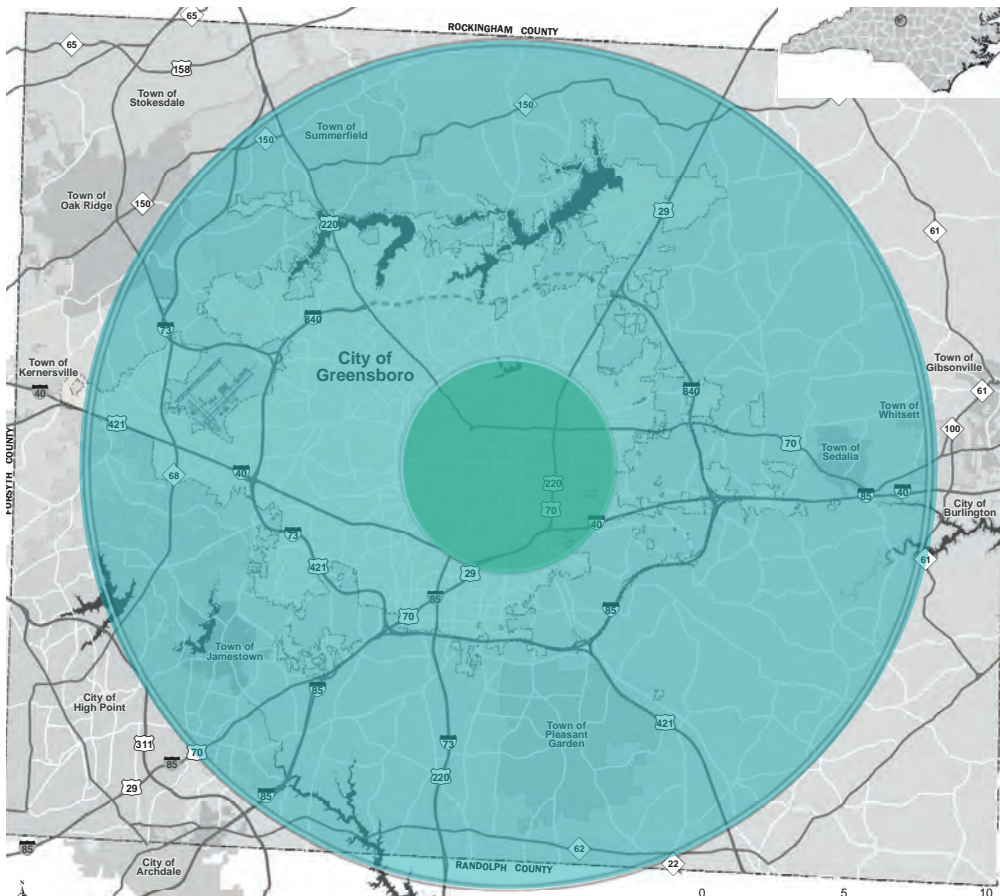 65
ROCKINGHAM COUNTY
65
158
Town of
Stokesdale
150
Town of
Summerfield
150
Town of
Oak Ridge
150
220
29
61
73
840
City of
Greensboro
Town of
Kernersville
40
Town of
Gibsonville
840
61
Town of
Whitsett
421
100
70
Town of
Sedalia
FORSYTH COUNTY
68
40
220
85
40
70
40
City of
Burlington
73
61
421
29
85
70
85
Town of
Jamestown
85
City of
High Point
Town of
Pleasant
Garden
421
311
73
70
85
220
29
85
85
62
City of
Archdale
RANDOLPH COUNTY
22
N
0
5
10